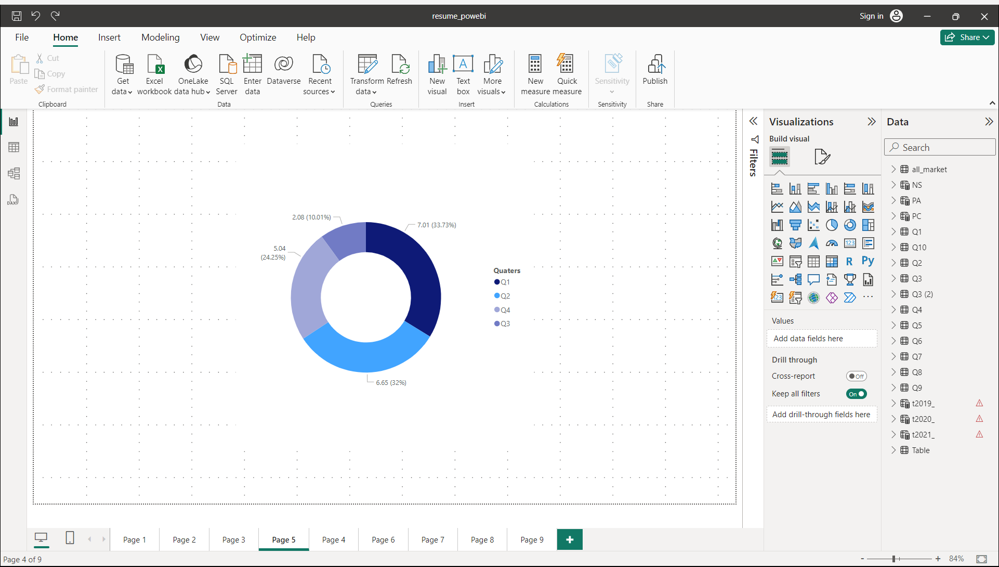 resume_powebi
Sign in
File Home Insert Modeling View Optimize Help
Share
Paste
Cut
Copy
Format painter
Clipboard
Get data
Excel workbook
OneLake data hub
SQL Server
Enter data
Dataverse
Recent sources
Data
Transform data
Refresh
Queries
New visual
Text box
More visuals
Insert
New measure
Quick measure
Calculations
Sensitivity
Sensitivity
Publish
Share
DAX
2.08 (10.01%)
7.01 (33.73%)
5.04
(24.25%)
6.65 (32%)
Quaters
Q1
Q2
Q4
Q3
Filters
Visualizations
Build visual
123
R
Py
123
Values
Add data fields here
Drill through
Cross-report
Off
Keep all filters
On
Add drill-through fields here
Data
Search
all_market
NS
PA
PC
Q1
Q10
Q2
Q3
Q3 (2)
Q4
Q5
Q6
Q7
Q8
Q9
t2019_
t2020_
t2021_
Table
Page 1 Page 2 Page 3 Page 5 Page 4 Page 6 Page 7 Page 8 Page 9
Page 4 of 9
84%